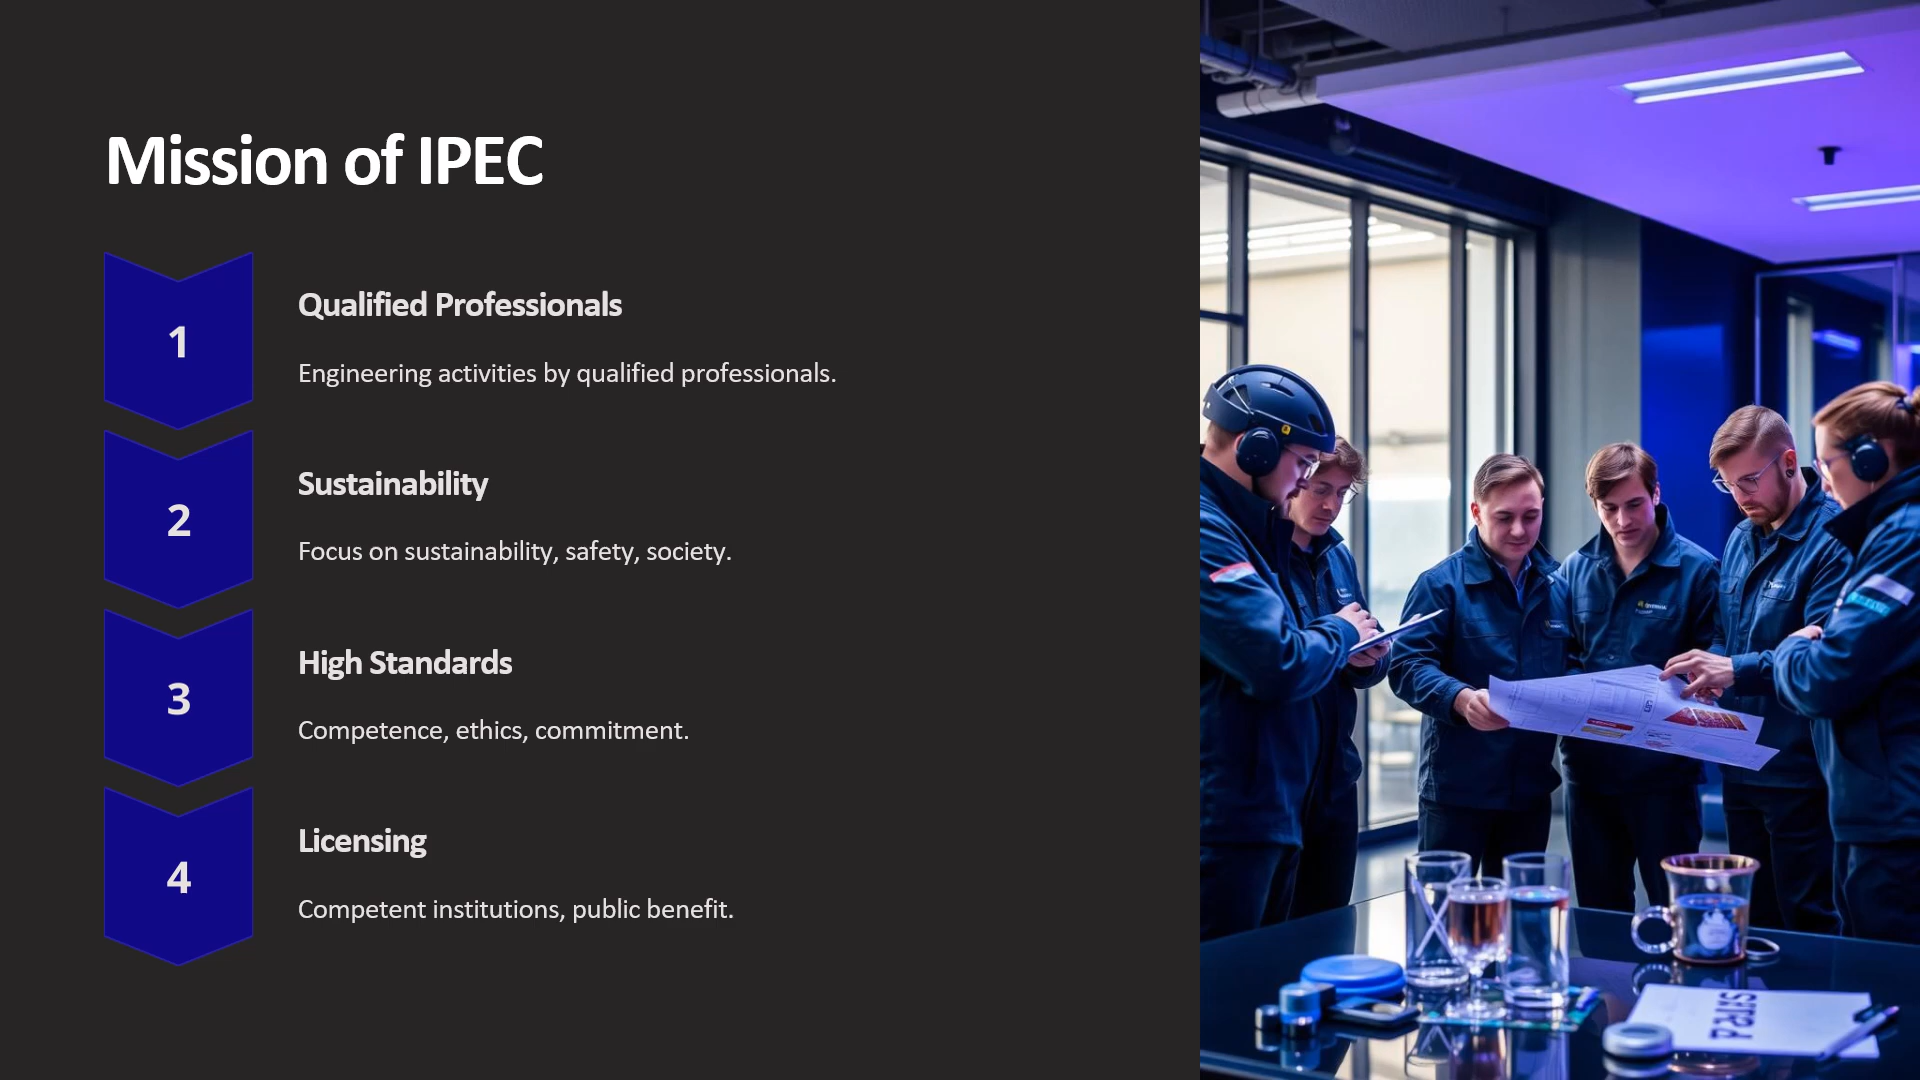 Mission of IPEC
1
Qualified Professionals
Engineering activities by qualified professionals.
2
Sustainability
Focus on sustainability, safety, society.
3
High Standards
Competence, ethics, commitment.
4
Licensing
Competent institutions, public benefit.